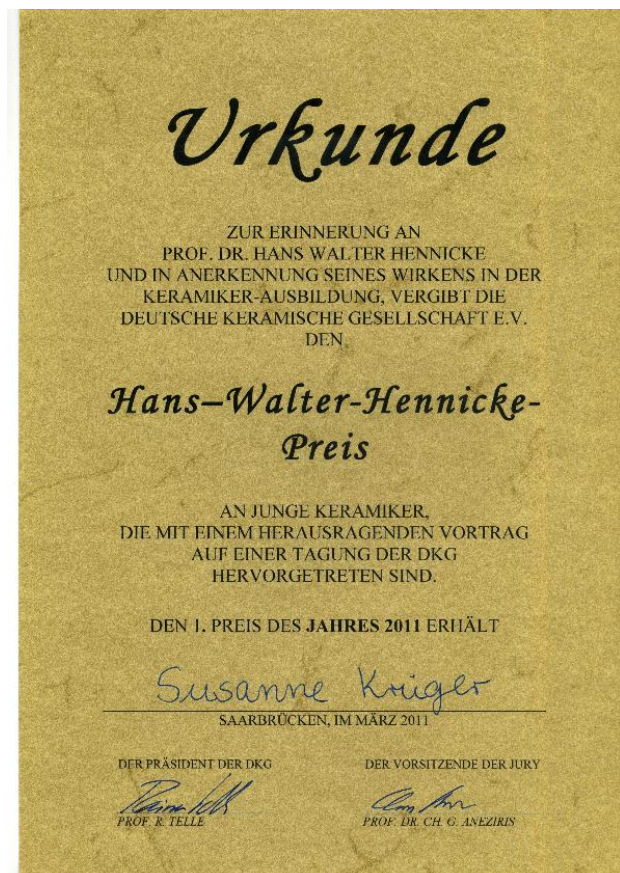 Urkunde
ZUR ERINNERUNG AN
PROF. DR. HANS WALTER HENNICKE
UND IN ANERKENNUNG SEINES WIRKENS IN DER
KERAMIKER-AUSBILDUNG, VERGIBT DIE
DEUTSCHE KERAMISCHE GESELLSCHAFT E.V.
DEN
Hans–Walter-Hennicke-
Preis
AN JUNGE KERAMIKER,
DIE MIT EINEM HERAUSRAGENDEN VORTRAG
AUF EINER TAGUNG DER DKG
HERVORGETRETEN SIND.
DEN 1. PREIS DES JAHRES 2011 ERHÄLT
Susanne Krüger
SAARBRÜCKEN, IM MÄRZ 2011
DER PRÄSIDENT DER DKG DER VORSITZENDE DER JURY
PROF. R. TELLE PROF. DR. CH. G. ANEZIRIS